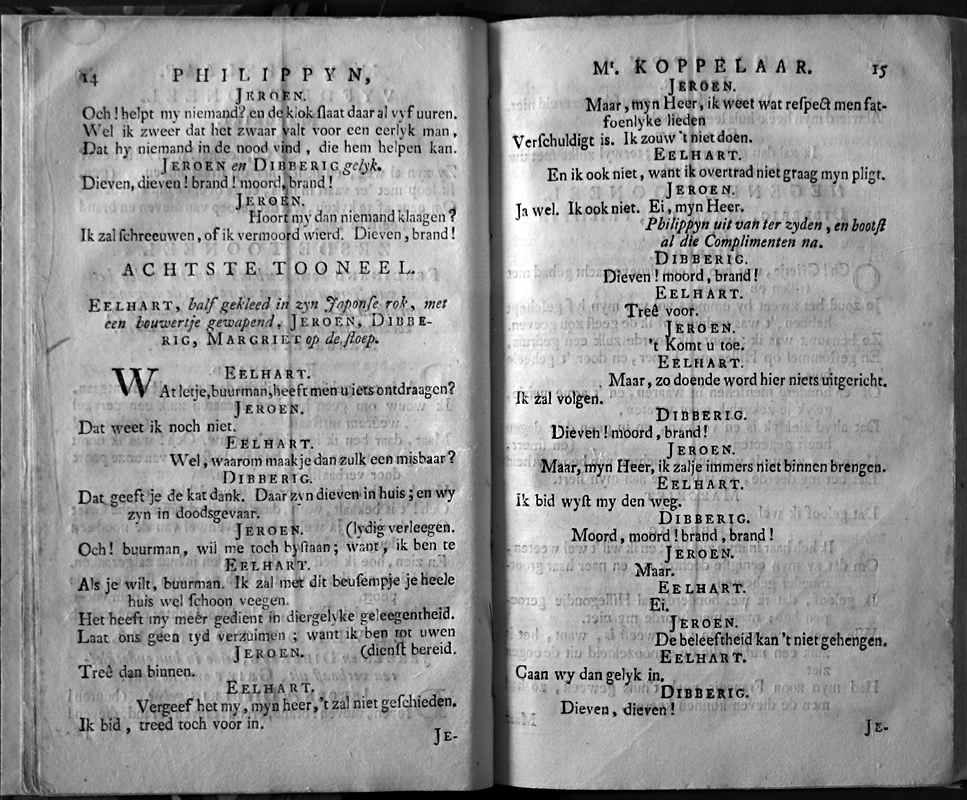 14 PHILIPPYN,
JEROEN.
Och! helpt my niemand? en de klok ſlaat daar al vyf uuren.
Wel ik zweer dat het zwaar valt voor een eerlyk man,
Dat hy niemand in de nood vind, die hem helpen kan.
JEROEN en DIBBERIG gelyk.
Dieven, dieven! brand! moord, brand!
JEROEN.
Hoort my dan niemand klaagen?
Ik zal ſchreeuwen, of ik vermoord wierd. Dieven, brand!
ACHTSTE TOONEEL.
EELHART, half gekleed in zyn Japonſe rok, met
een houwertje gewapend, JEROEN, DIBBE-
RIG, MARGRIET op de ſtoep.
EELHART.
WAt letje, buurman, heeft men u iets ontdraagen?
JEROEN.
Dat weet ik noch niet.
EELHART.
Wel, waarom maak je dan zulk een misbaar?
DIBBERIG.
Dat geeft je de kat dank. Daar zyn dieven in huis; en wy
zyn in doodsgevaar.
JEROEN. (lydig verleegen.
Och! buurman, wil me toch byſtaan; want, ik ben te
EELHART.
Als je wilt, buurman. Ik zal met dit beuſempje je heele
huis wel ſchoon veegen.
Het heeft my meêr gedient in diergelyke geleegentheid.
Laat ons geen tyd verzuimen; want ik ben tot uwen
JEROEN. (dienſt bereid.
Treê dan binnen.
EELHART.
Vergeef het my, myn heer, 't zal niet geſchieden.
Ik bid, treed toch voor in.
JE-
Mr. KOPPELAAR. 15
JEROEN.
Maar, myn Heer, ik weet wat reſpect men fat-
ſoenlyke lieden
Verſchuldigt is. Ik zouw 't niet doen.
EELHART.
En ik ook niet, want ik overtrad niet graag myn pligt.
JEROEN.
Ja wel. Ik ook niet. Ei, myn Heer.
Philippyn uit van ter zyden, en bootſt
al die Complimenten na.
DIBBERIG.
Dieven! moord, brand!
EELHART.
Treê voor.
JEROEN.
't Komt u toe.
EELHART.
Maar, zo doende word hier niets uitgericht.
Ik zal volgen.
DIBBERIG.
Dieven! moord, brand!
JEROEN.
Maar, myn Heer, ik zal je immers niet binnen brengen.
EELHART.
Ik bid wyſt my den weg.
DIBBERIG.
Moord, moord! brand, brand!
JEROEN.
Maar.
EELHART.
Ei.
JEROEN.
De beleeftheid kan 't niet gehengen.
EELHART.
Gaan wy dan gelyk in.
DIBBERIG.
Dieven, dieven!
JE-